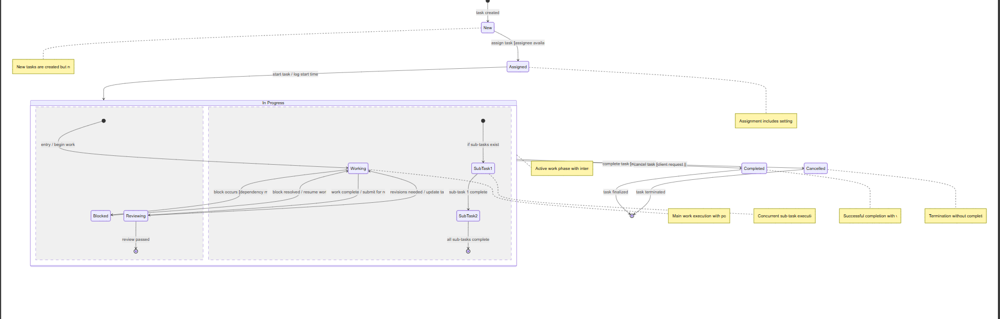 task created
New
assign task [assignee availa
New tasks are created but n
Assigned
start task / log start time
In Progress
Assignment includes setting
entry / begin work
if sub-tasks exist
Working
SubTask1
Active work phase with inter
complete task [a
cancel task [client request ||
Completed
Cancelled
block occurs [dependency m
block resolved / resume wor
work complete / submit for r
revisions needed / update ta
sub-task 1 complete
task finalized
task terminated
Blocked
Reviewing
SubTask2
Main work execution with po
Concurrent sub-task executi
Successful completion with
Termination without complet
review passed
all sub-tasks complete